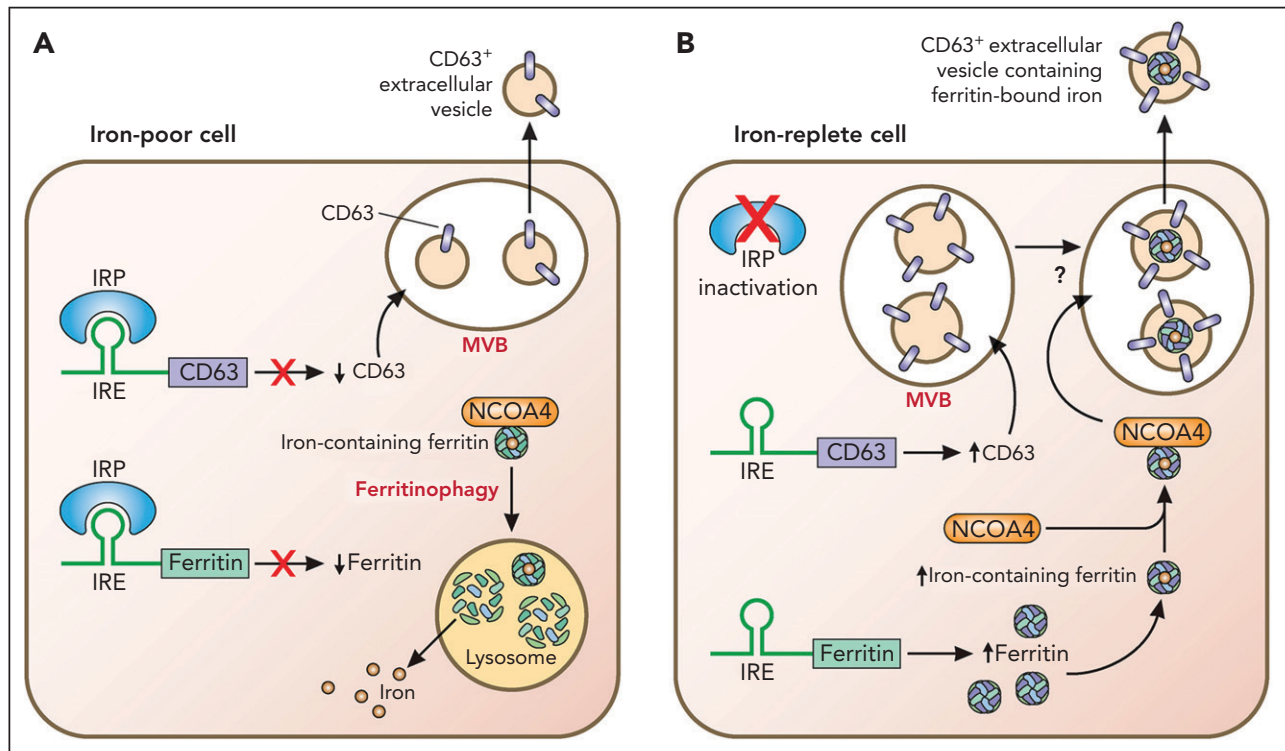 A
CD63+
extracellular
vesicle
Iron-poor cell
CD63
IRP
IRE
CD63
↓ CD63
MVB
NCOA4
Iron-containing ferritin
Ferritinophagy
IRP
IRE
Ferritin
↓Ferritin
Lysosome
Iron
B
CD63+ extracellular
vesicle containing
ferritin-bound iron
Iron-replete cell
IRP
inactivation
?
MVB
IRE
CD63
↑CD63
NCOA4
NCOA4
↑Iron-containing ferritin
IRE
Ferritin
↑Ferritin